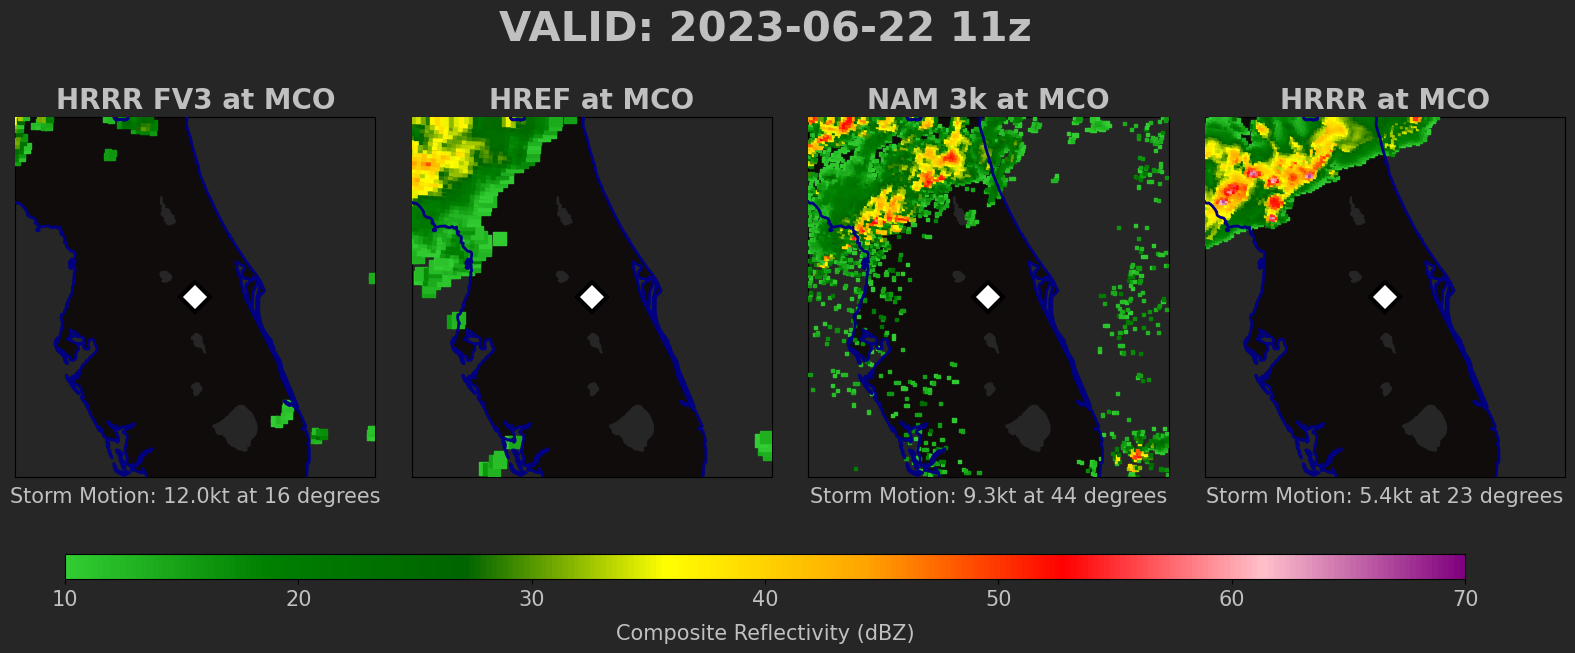 VALID: 2023-06-22 11z
HRRR FV3 at MCO
HREF at MCO
NAM 3k at MCO
HRRR at MCO
Storm Motion: 12.0kt at 16 degrees
Storm Motion: 9.3kt at 44 degrees
Storm Motion: 5.4kt at 23 degrees
10 20 30 40 50 60 70
Composite Reflectivity (dBZ)